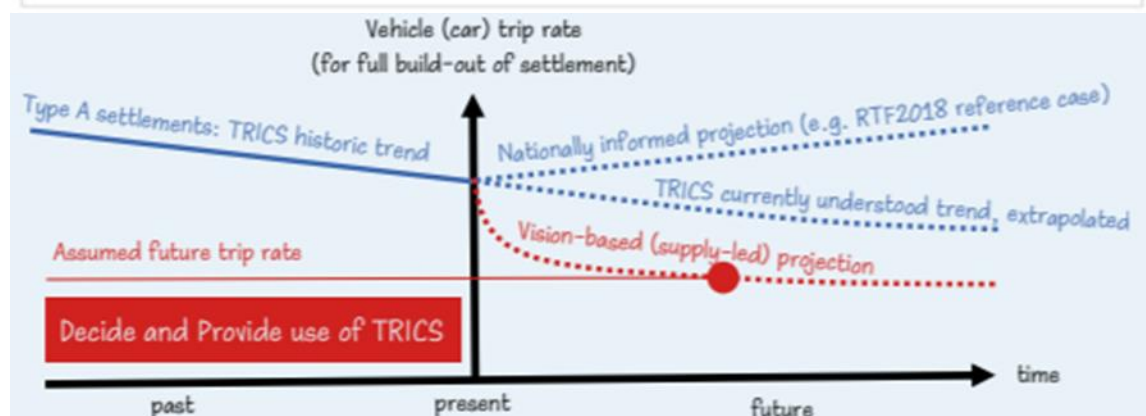 Vehicle (car) trip rate
(for full build-out of settlement)
Type A settlements: TRICS historic trend
Nationally informed projection (e.g. RTF2018 reference case)
TRICS currently understood trend, extrapolated
Vision-based (supply-led) projection
Assumed future trip rate
Decide and Provide use of TRICS
time
past
present
future